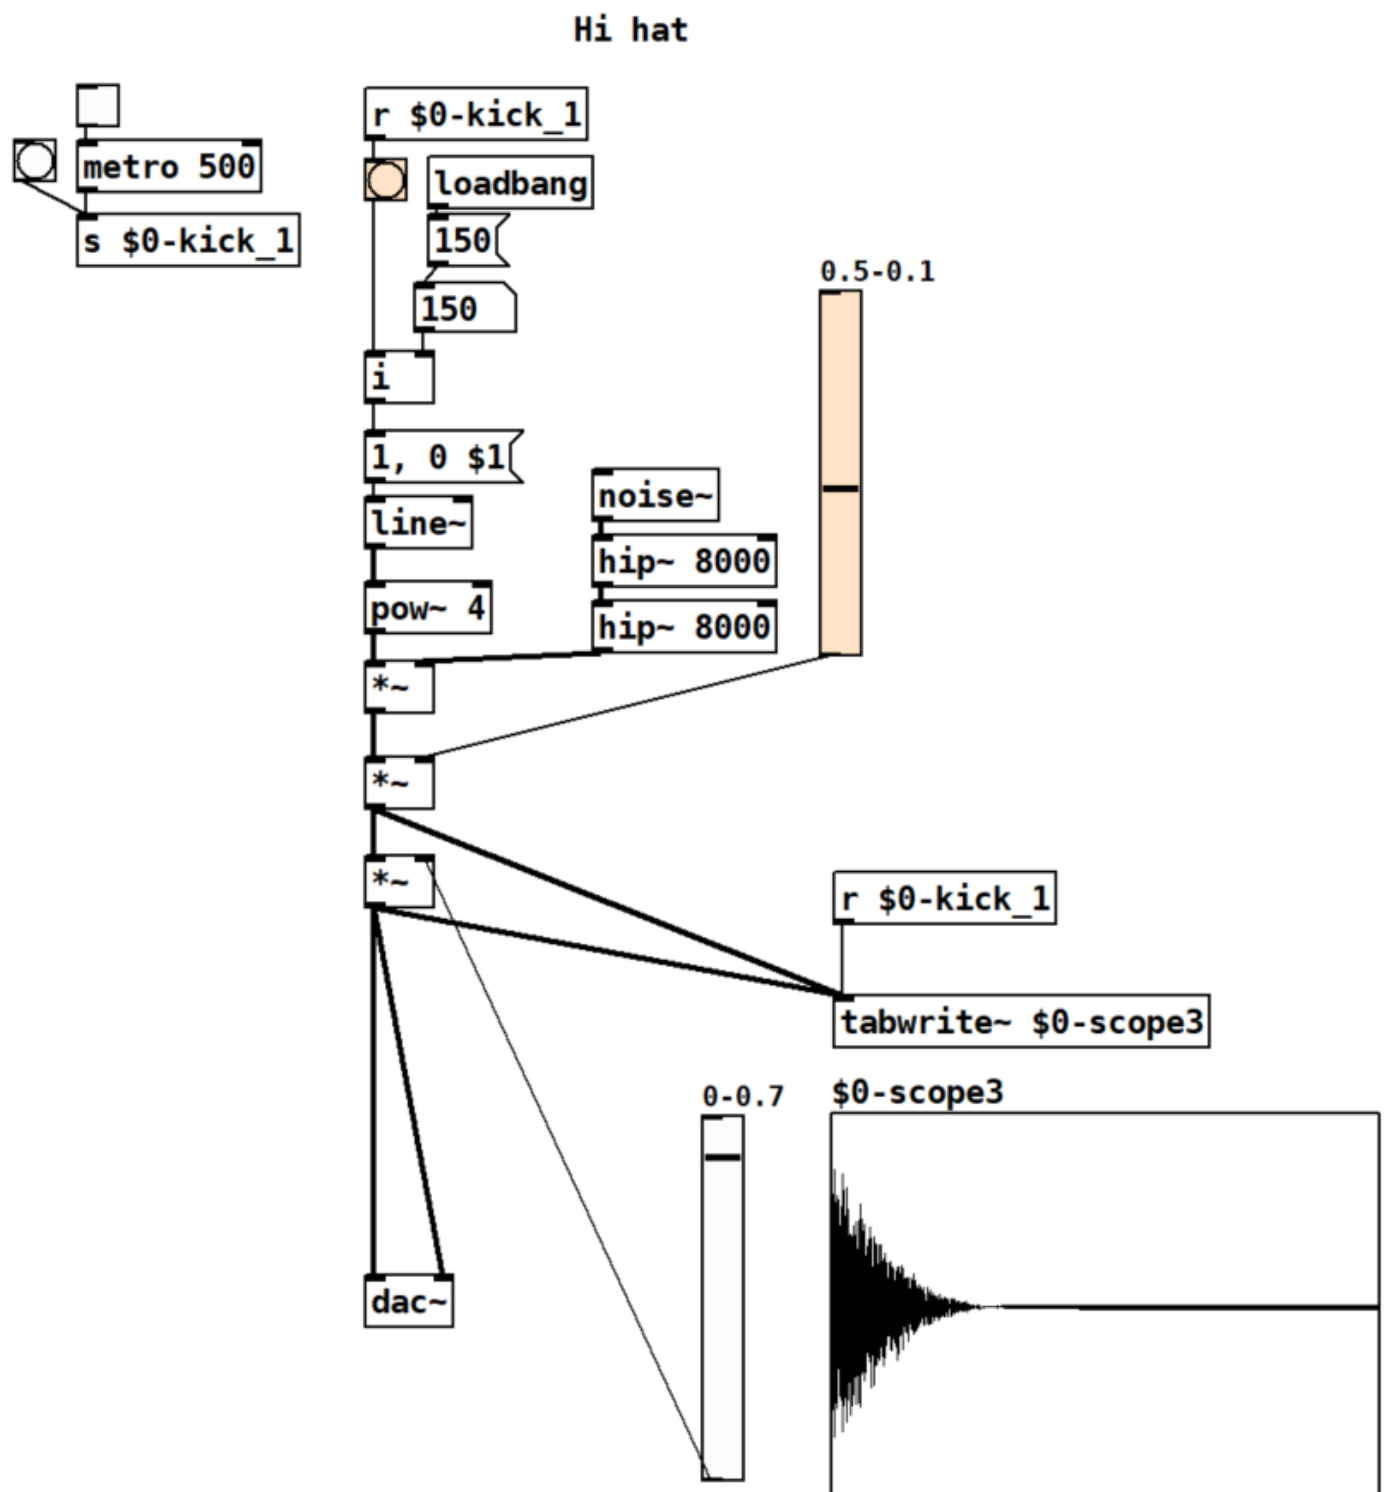 Hi hat
r $0-kick_1
metro 500
loadbang
s $0-kick_1
150
0.5-0.1
150
i
1, 0 $1
noise~
line~
hip~ 8000
pow~ 4
hip~ 8000
*~
*~
*~
r $0-kick_1
tabwrite~ $0-scope3
0-0.7
$0-scope3
dac~